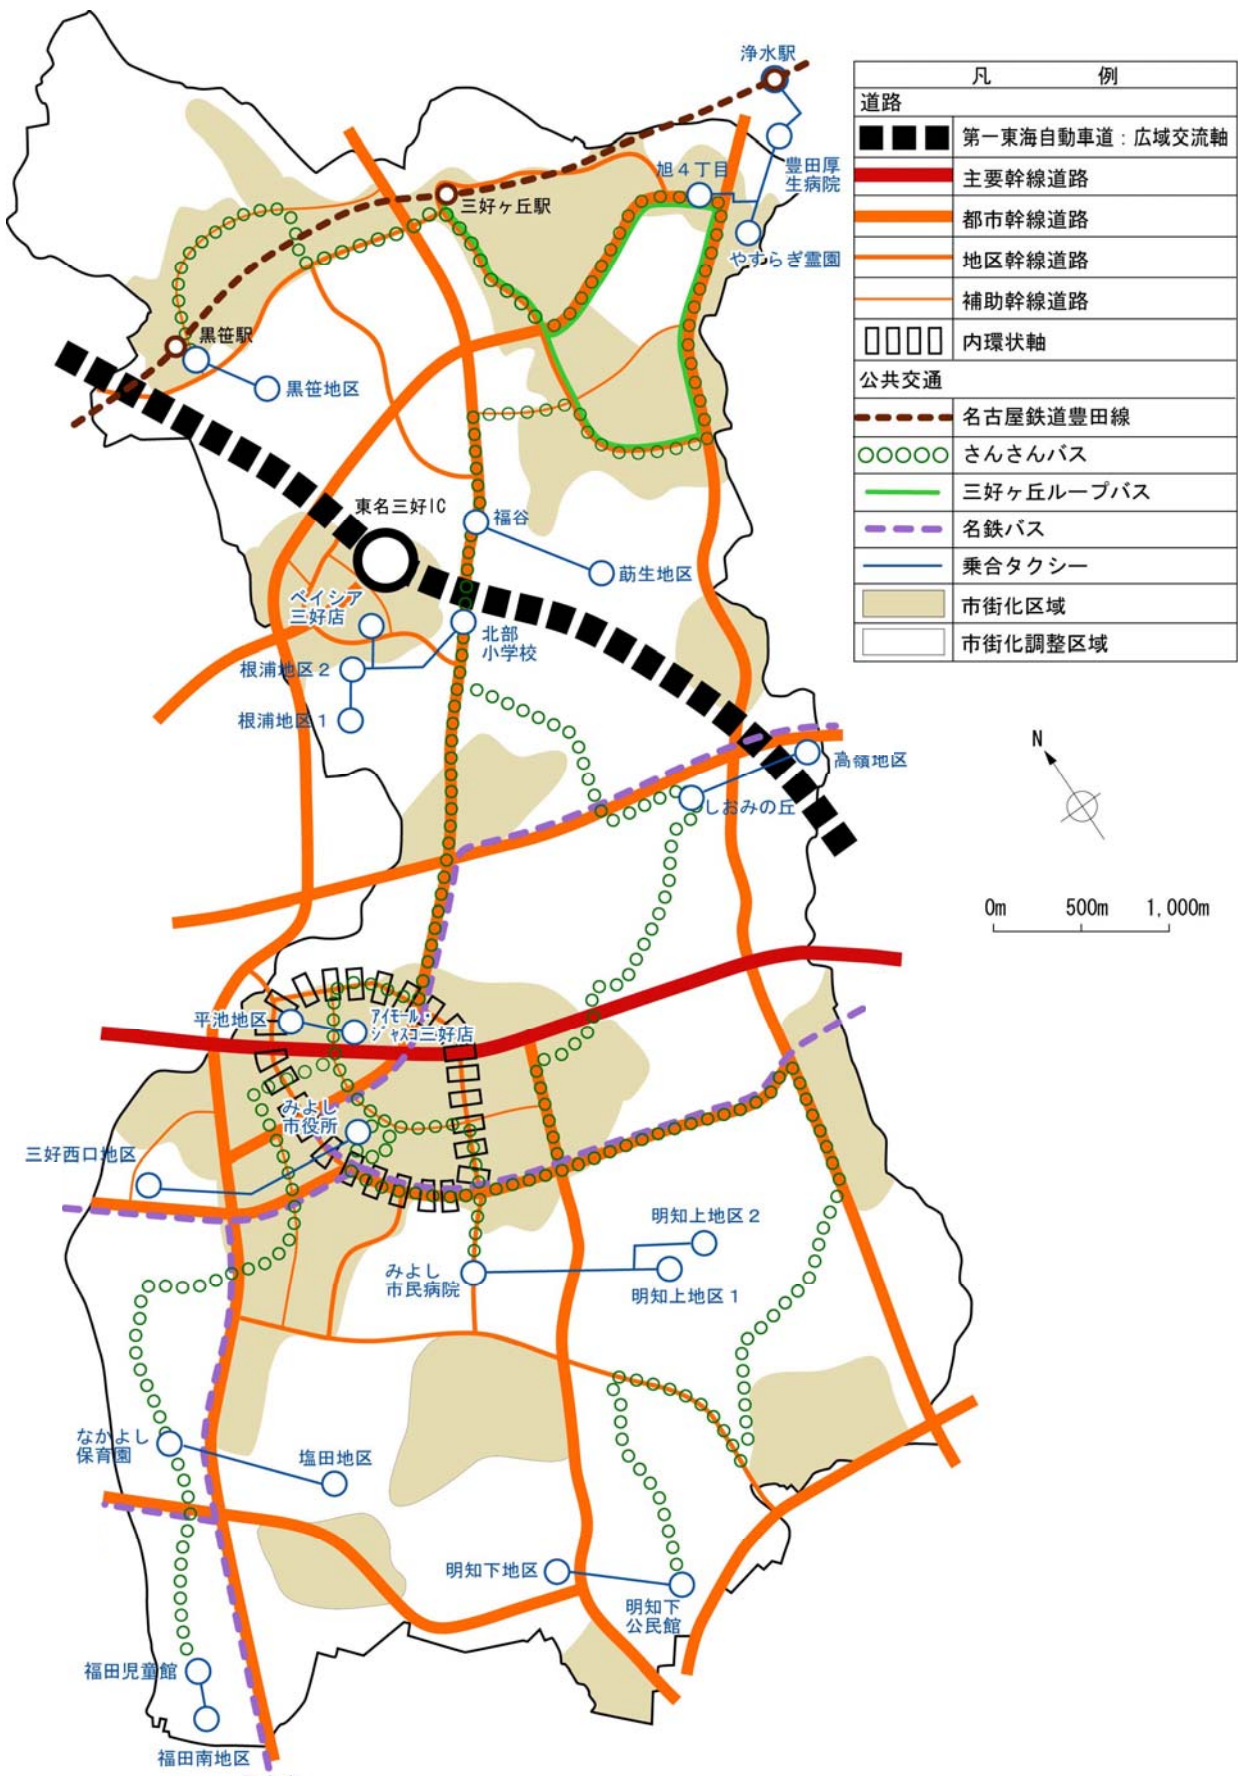 浄水駅
豊田厚
生病院
旭４丁目
三好ヶ丘駅
やすらぎ霊園
黒笹駅
黒笹地区
東名三好IC
福谷
莇生地区
ベイシア
三好店
北部
小学校
根浦地区２
根浦地区１
高嶺地区
しおみの丘
平池地区
アイモール・
ジャスコ三好店
みよし
市役所
三好西口地区
明知上地区２
みよし
市民病院
明知上地区１
なかよし
保育園
塩田地区
明知下地区
明知下
公民館
福田児童館
福田南地区
凡 例
道路
第一東海自動車道：広域交流軸
主要幹線道路
都市幹線道路
地区幹線道路
補助幹線道路
内環状軸
公共交通
名古屋鉄道豊田線
さんさんバス
三好ヶ丘ループバス
名鉄バス
乗合タクシー
市街化区域
市街化調整区域
N
0m 500m 1,000m